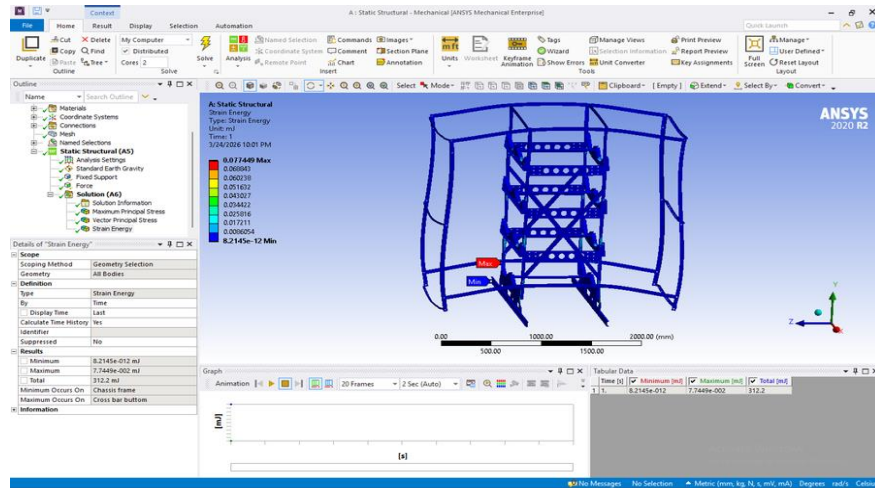 Context
A : Static Structural - Mechanical [ANSYS Mechanical Enterprise]
File Home Result Display Selection Automation
Quick Launch
Duplicate
Cut Delete My Computer
Copy Find Distributed
Paste Tree Cores 2
Outline
Solve
Solve
Analysis
Named Selection Commands Images
Coordinate System Comment Section Plane
Remote Point Chart Annotation
Insert
Units Worksheet Keyframe Animation
Tags
Wizard
Show Errors
Manage Views
Selection Information
Unit Converter
Print Preview
Report Preview
Key Assignments
Tools
Full Screen
Manage
User Defined
Reset Layout
Layout
Outline
Select Mode Clipboard [ Empty ] Extend Select By Convert
Name Search Outline
Materials
Coordinate Systems
Connections
Mesh
Named Selections
Static Structural (A5)
Analysis Settings
Standard Earth Gravity
Fixed Support
Force
Solution (A6)
Solution Information
Maximum Principal Stress
Vector Principal Stress
Strain Energy
Details of "Strain Energy"
Scope
Scoping Method Geometry Selection
Geometry All Bodies
Definition
Type Strain Energy
By Time
Display Time Last
Calculate Time History Yes
Identifier
Suppressed No
Results
Minimum 8.2145e-012 mJ
Maximum 7.7449e-002 mJ
Total 312.2 mJ
Minimum Occurs On Chassis frame
Maximum Occurs On Cross bar buttom
Information
A: Static Structural
Strain Energy
Type: Strain Energy
Unit: mJ
Time: 1
3/24/2026 10:01 PM
0.077449 Max
0.068843
0.060238
0.051632
0.043027
0.034422
0.025816
0.017211
0.0086054
8.2145e-12 Min
ANSYS
2020 R2
Max
Min
0.00 1000.00 2000.00 (mm)
500.00 1500.00
Y
Z
X
Graph
Animation 20 Frames 2 Sec (Auto)
[mJ]
[s]
Tabular Data
Time [s] Minimum [mJ] Maximum [mJ] Total [mJ]
1 1. 8.2145e-012 7.7449e-002 312.2
No Messages No Selection Metric (mm, kg, N, s, mV, mA) Degrees rad/s Celsius